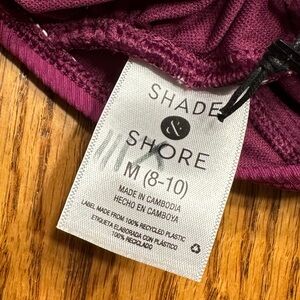 SHADE
&
SHORE
M (8-10)
MADE IN CAMBODIA
HECHO EN CAMBOYA
LABEL MADE FROM 100% RECYCLED PLASTIC
ETIQUETA ELABORADA CON PLÁSTICO
100% RECICLADO